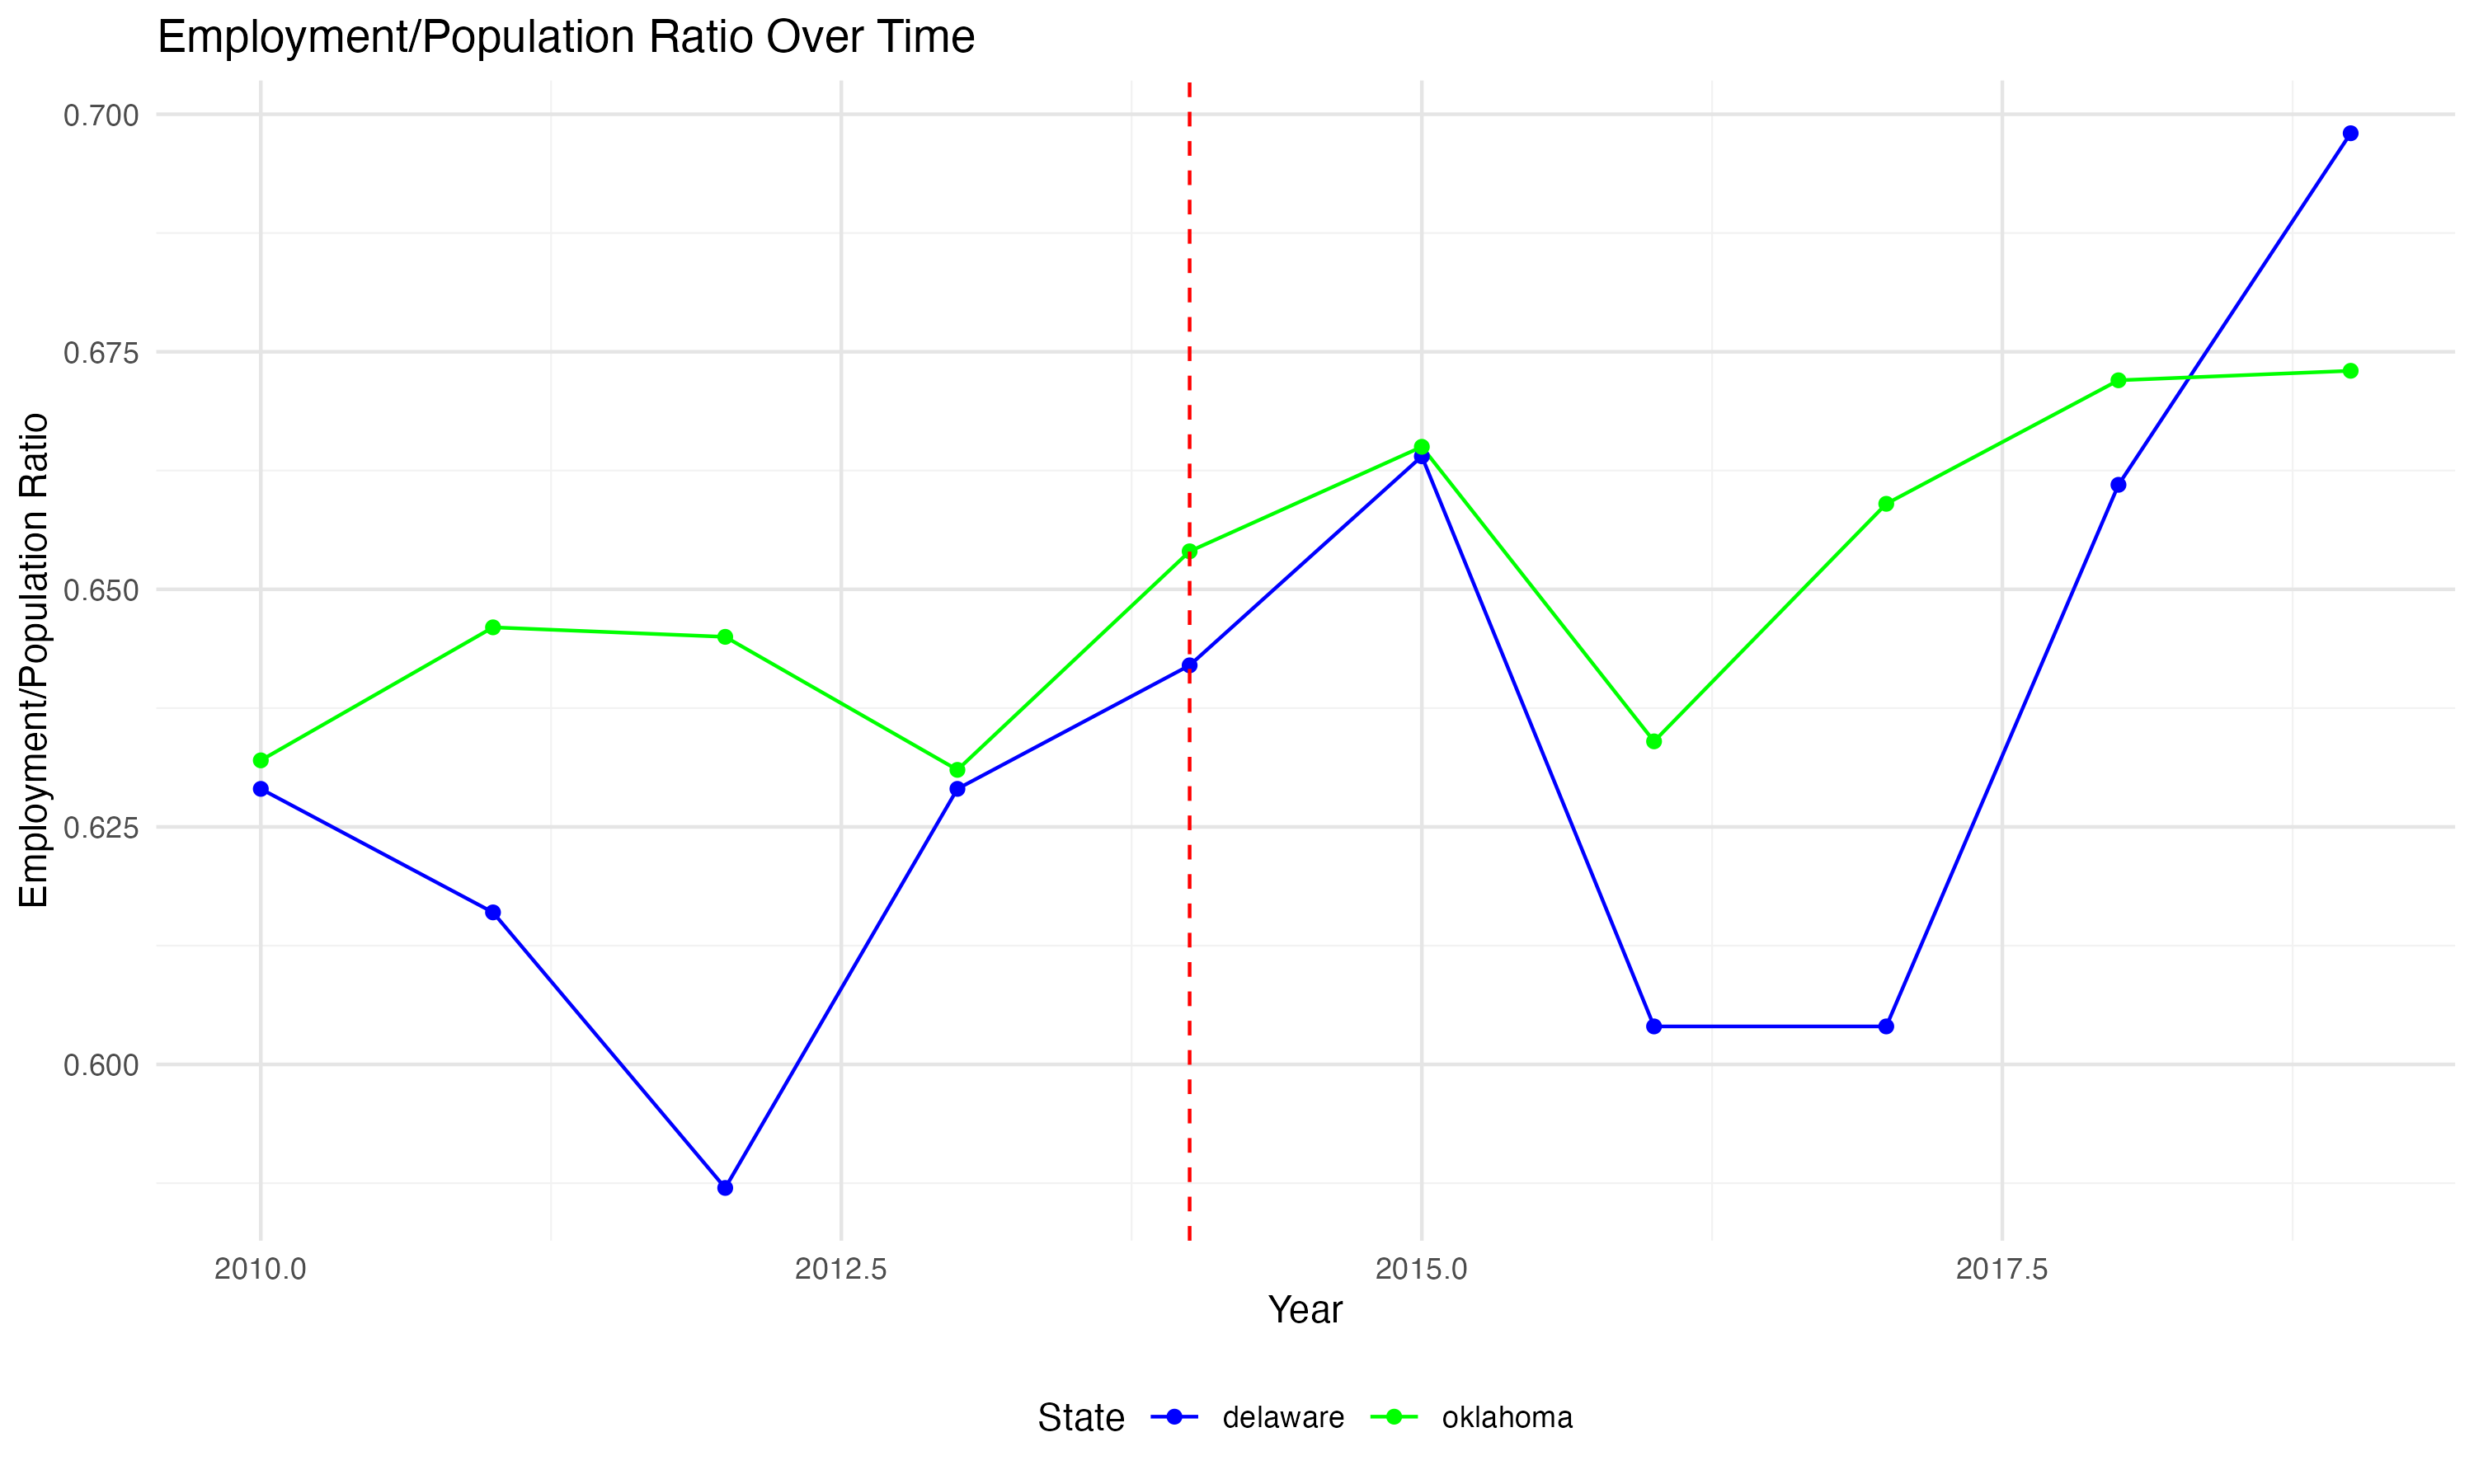 Employment/Population Ratio Over Time
Employment/Population Ratio
0.700
0.675
0.650
0.625
0.600
2010.0 2012.5 2015.0 2017.5
Year
State delaware oklahoma